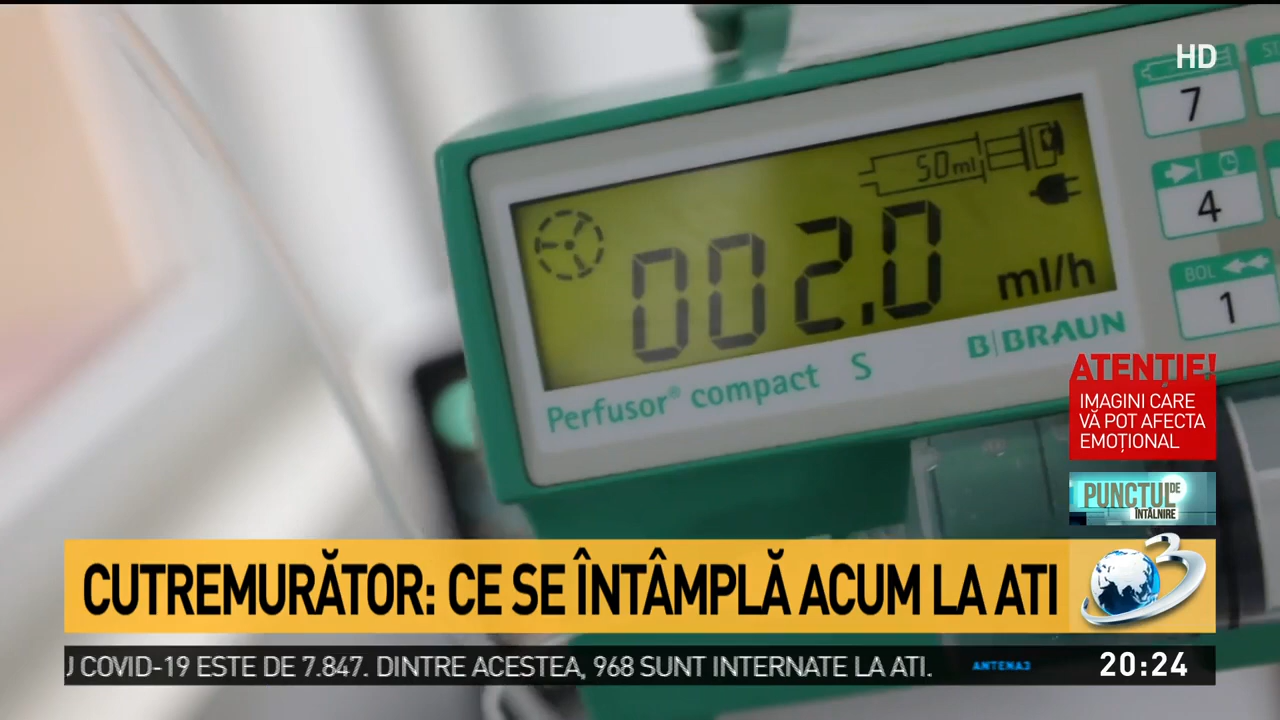 HD
7
50ml
4
002.0 ml/h
BOL
1
B|BRAUN
Perfusor® compact S
ATENȚIE!
IMAGINI CARE
VĂ POT AFECTA
EMOȚIONAL
PUNCTUL DE
ÎNTÂLNIRE
CUTREMURĂTOR: CE SE ÎNTÂMPLĂ ACUM LA ATI
3
COVID-19 ESTE DE 7.847. DINTRE ACESTEA, 968 SUNT INTERNATE LA ATI.
ANTENA3
20:24